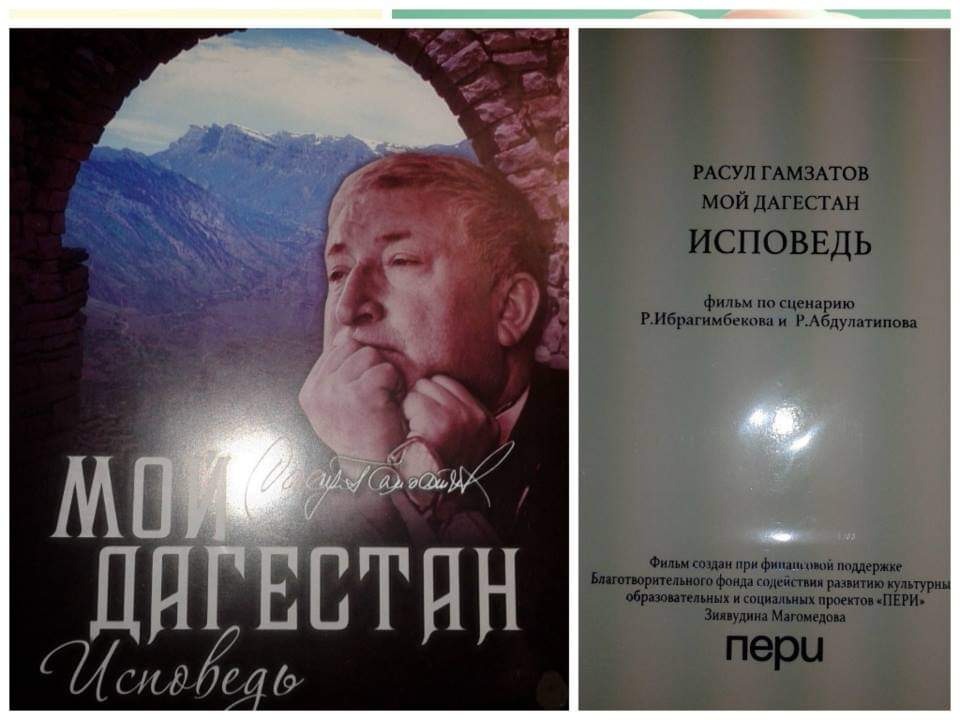 МОЙ
ДАГЕСТАН
Исповедь
РАСУЛ ГАМЗАТОВ
МОЙ ДАГЕСТАН
ИСПОВЕДЬ
фильм по сценарию
Р.Ибрагимбекова и Р.Абдулатипова
Фильм создан при финансовой поддержке
Благотворительного фонда содействия развитию культурны
образовательных и социальных проектов «ПЕРИ»
Зиявудина Магомедова
пери